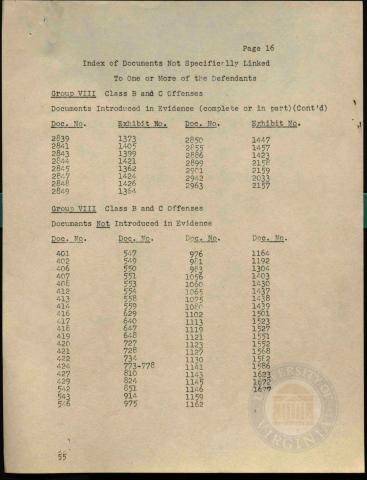 Page 16
Index of Documents Not Specifically Linked
To One or More of the Defendants
Group VIII Class B and C Offenses
Documents Introduced in Evidence (complete or in part)(Cont'd)
Doc. No. Exhibit No. Doc. No. Exhibit No.
2839 1373 2850 1447
2841 1405 2855 1457
2843 1399 2886 1423
2844 1421 2899 2158
2845 1362 2901 2159
2847 1424 2942 2033
2848 1426 2963 2157
2849 1364
Group VIII Class B and C Offenses
Documents Not Introduced in Evidence
Doc. No. Doc. No. Doc. No. Doc. No.
401 547 976 1164
402 549 981 1192
406 550 983 1304
407 551 1056 1403
408 553 1060 1430
412 554 1065 1437
413 558 1075 1438
414 559 1080 1439
416 629 1102 1501
417 640 1113 1523
418 647 1119 1527
419 648 1121 1551
420 727 1123 1552
421 728 1127 1568
422 734 1130 1582
424 773-778 1141 1586
427 810 1143 1623
429 824 1145 1672
542 851 1146 1677
543 914 1159
546 975 1162
55
UNIVERSITY OF VIRGINIA